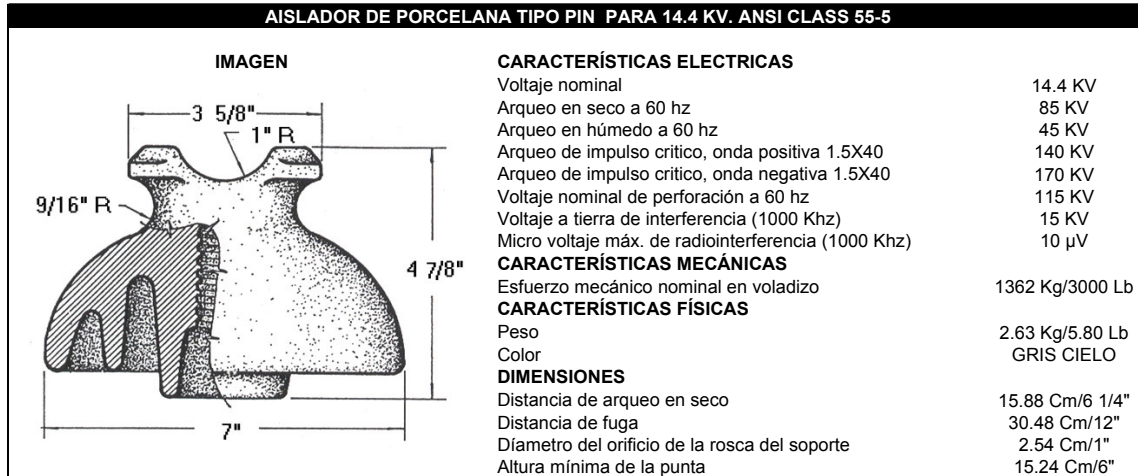 AISLADOR DE PORCELANA TIPO PIN PARA 14.4 KV. ANSI CLASS 55-5
IMAGEN
3 5/8"
1" R
9/16" R
4 7/8"
7"
CARACTERÍSTICAS ELECTRICAS
Voltaje nominal 14.4 KV
Arqueo en seco a 60 hz 85 KV
Arqueo en húmedo a 60 hz 45 KV
Arqueo de impulso critico, onda positiva 1.5X40 140 KV
Arqueo de impulso critico, onda negativa 1.5X40 170 KV
Voltaje nominal de perforación a 60 hz 115 KV
Voltaje a tierra de interferencia (1000 Khz) 15 KV
Micro voltaje máx. de radiointerferencia (1000 Khz) 10 µV
CARACTERÍSTICAS MECÁNICAS
Esfuerzo mecánico nominal en voladizo 1362 Kg/3000 Lb
CARACTERÍSTICAS FÍSICAS
Peso 2.63 Kg/5.80 Lb
Color GRIS CIELO
DIMENSIONES
Distancia de arqueo en seco 15.88 Cm/6 1/4"
Distancia de fuga 30.48 Cm/12"
Díametro del orificio de la rosca del soporte 2.54 Cm/1"
Altura mínima de la punta 15.24 Cm/6"